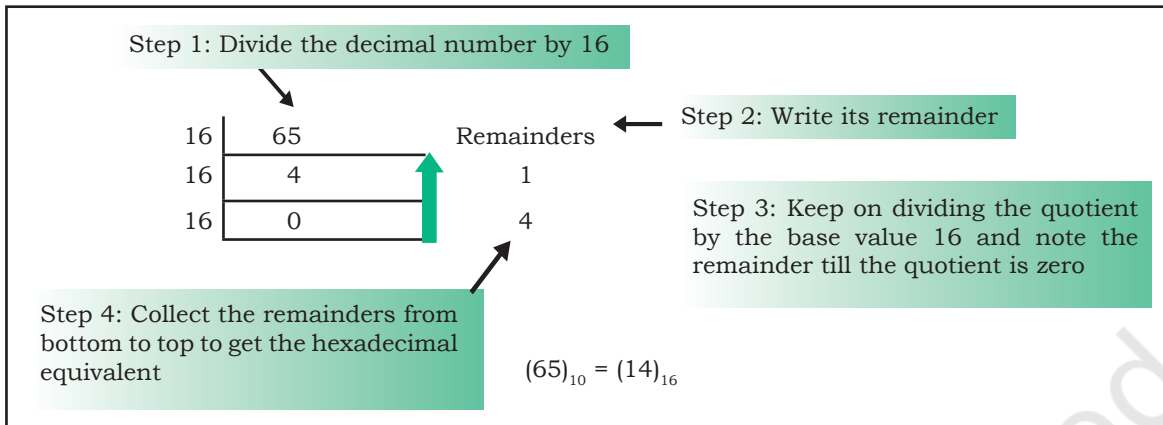 Step 1: Divide the decimal number by 16
Step 2: Write its remainder
16 65 Remainders
16 4 1
16 0 4
Step 3: Keep on dividing the quotient
by the base value 16 and note the
remainder till the quotient is zero
Step 4: Collect the remainders from
bottom to top to get the hexadecimal
equivalent
(65)₁₀ = (14)₁₆